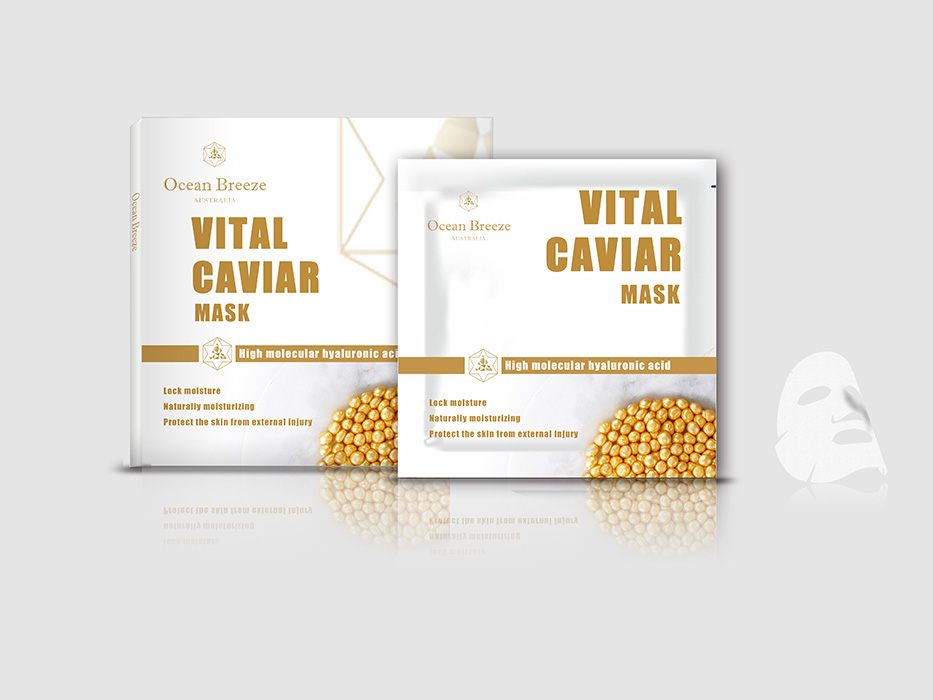 Ocean Breeze
Ocean Breeze
AUSTRALIA
VITAL
CAVIAR
MASK
High molecular hyaluronic aci
Lock moisture
Naturally moisturizing
Protect the skin from external injury
Ocean Breeze
AUSTRALIA
VITAL
CAVIAR
MASK
High molecular hyaluronic acid
Lock moisture
Naturally moisturizing
Protect the skin from external injury